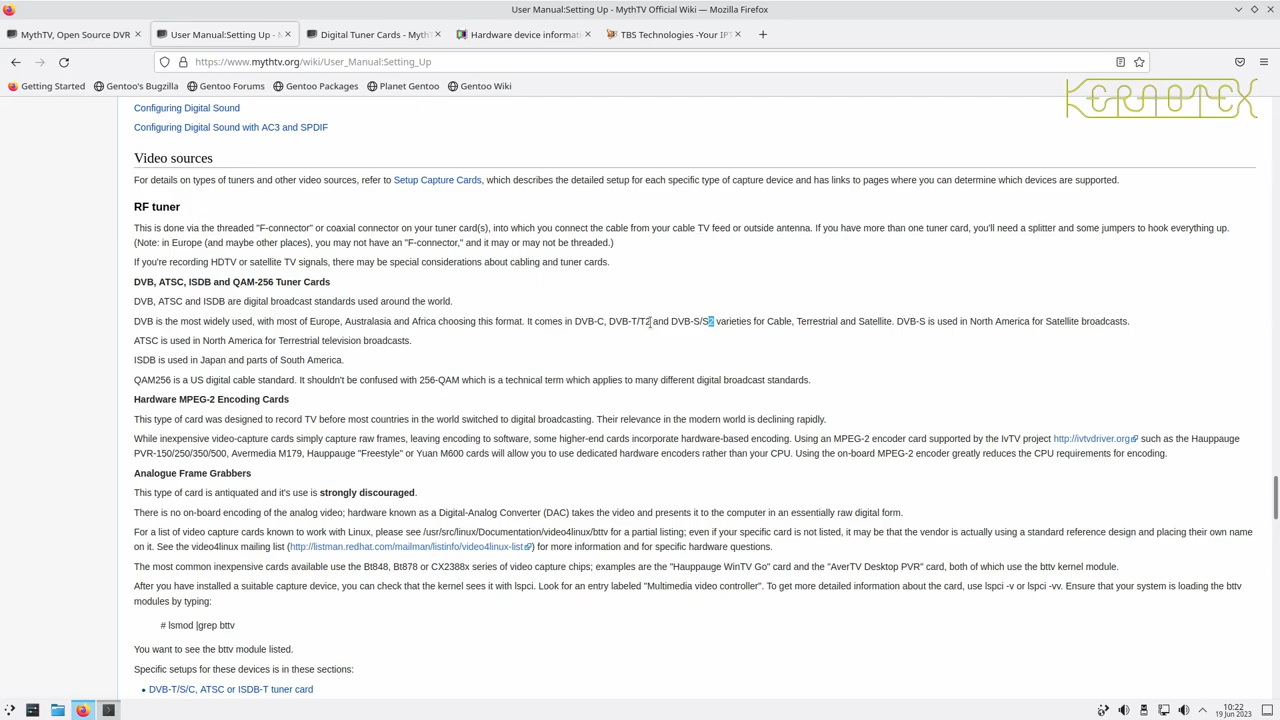 User Manual:Setting Up - MythTV Official Wiki — Mozilla Firefox
MythTV, Open Source DVR
User Manual:Setting Up -
Digital Tuner Cards - MythT
Hardware device informati
TBS Technologies -Your IPT
https://www.mythtv.org/wiki/User_Manual:Setting_Up
Getting Started
Gentoo's Bugzilla
Gentoo Forums
Gentoo Packages
Planet Gentoo
Gentoo Wiki
KERNOTEX
Configuring Digital Sound
Configuring Digital Sound with AC3 and SPDIF
Video sources
For details on types of tuners and other video sources, refer to Setup Capture Cards, which describes the detailed setup for each specific type of capture device and has links to pages where you can determine which devices are supported.
RF tuner
This is done via the threaded "F-connector" or coaxial connector on your tuner card(s), into which you connect the cable from your cable TV feed or outside antenna. If you have more than one tuner card, you'll need a splitter and some jumpers to hook everything up.
(Note: in Europe (and maybe other places), you may not have an "F-connector," and it may or may not be threaded.)
If you're recording HDTV or satellite TV signals, there may be special considerations about cabling and tuner cards.
DVB, ATSC, ISDB and QAM-256 Tuner Cards
DVB, ATSC and ISDB are digital broadcast standards used around the world.
DVB is the most widely used, with most of Europe, Australasia and Africa choosing this format. It comes in DVB-C, DVB-T/T2 and DVB-S/S2 varieties for Cable, Terrestrial and Satellite. DVB-S is used in North America for Satellite broadcasts.
ATSC is used in North America for Terrestrial television broadcasts.
ISDB is used in Japan and parts of South America.
QAM256 is a US digital cable standard. It shouldn't be confused with 256-QAM which is a technical term which applies to many different digital broadcast standards.
Hardware MPEG-2 Encoding Cards
This type of card was designed to record TV before most countries in the world switched to digital broadcasting. Their relevance in the modern world is declining rapidly.
While inexpensive video-capture cards simply capture raw frames, leaving encoding to software, some higher-end cards incorporate hardware-based encoding. Using an MPEG-2 encoder card supported by the IvTV project http://ivtvdriver.org such as the Hauppauge
PVR-150/250/350/500, Avermedia M179, Hauppauge "Freestyle" or Yuan M600 cards will allow you to use dedicated hardware encoders rather than your CPU. Using the on-board MPEG-2 encoder greatly reduces the CPU requirements for encoding.
Analogue Frame Grabbers
This type of card is antiquated and it's use is strongly discouraged.
There is no on-board encoding of the analog video; hardware known as a Digital-Analog Converter (DAC) takes the video and presents it to the computer in an essentially raw digital form.
For a list of video capture cards known to work with Linux, please see /usr/src/linux/Documentation/video4linux/bttv for a partial listing; even if your specific card is not listed, it may be that the vendor is actually using a standard reference design and placing their own name
on it. See the video4linux mailing list (http://listman.redhat.com/mailman/listinfo/video4linux-list) for more information and for specific hardware questions.
The most common inexpensive cards available use the Bt848, Bt878 or CX2388x series of video capture chips; examples are the "Hauppauge WinTV Go" card and the "AverTV Desktop PVR" card, both of which use the bttv kernel module.
After you have installed a suitable capture device, you can check that the kernel sees it with lspci. Look for an entry labeled "Multimedia video controller". To get more detailed information about the card, use lspci -v or lspci -vv. Ensure that your system is loading the bttv
modules by typing:
# lsmod |grep bttv
You want to see the bttv module listed.
Specific setups for these devices is in these sections:
• DVB-T/S/C, ATSC or ISDB-T tuner card
10:22
19 Jun 2023